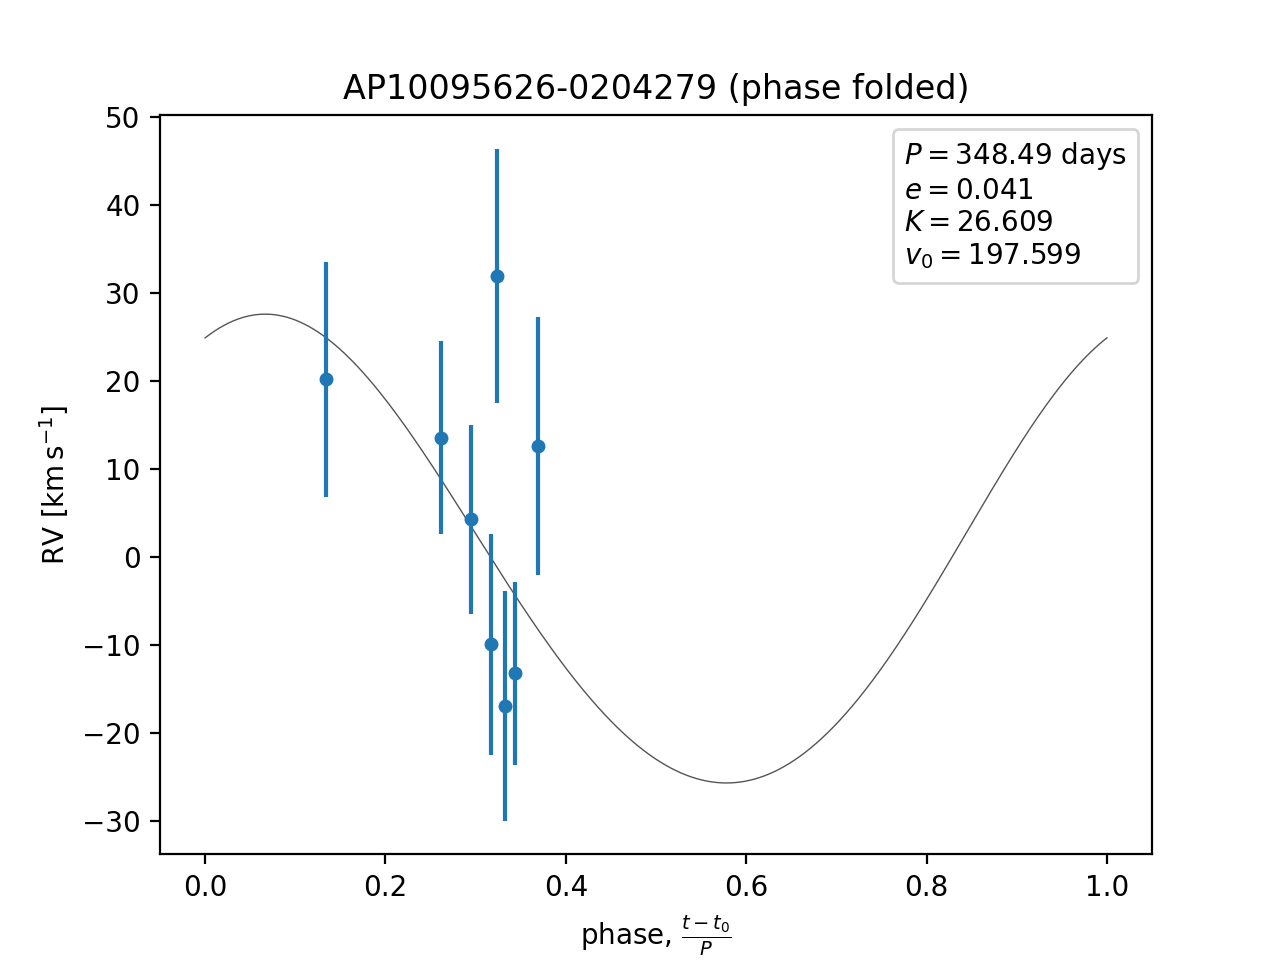 AP10095626-0204279 (phase folded)
P = 348.49 days
e = 0.041
K = 26.609
v₀ = 197.599
50
40
30
20
10
0
−10
−20
−30
RV [km s⁻¹]
0.0 0.2 0.4 0.6 0.8 1.0
phase, (t − t₀)/P